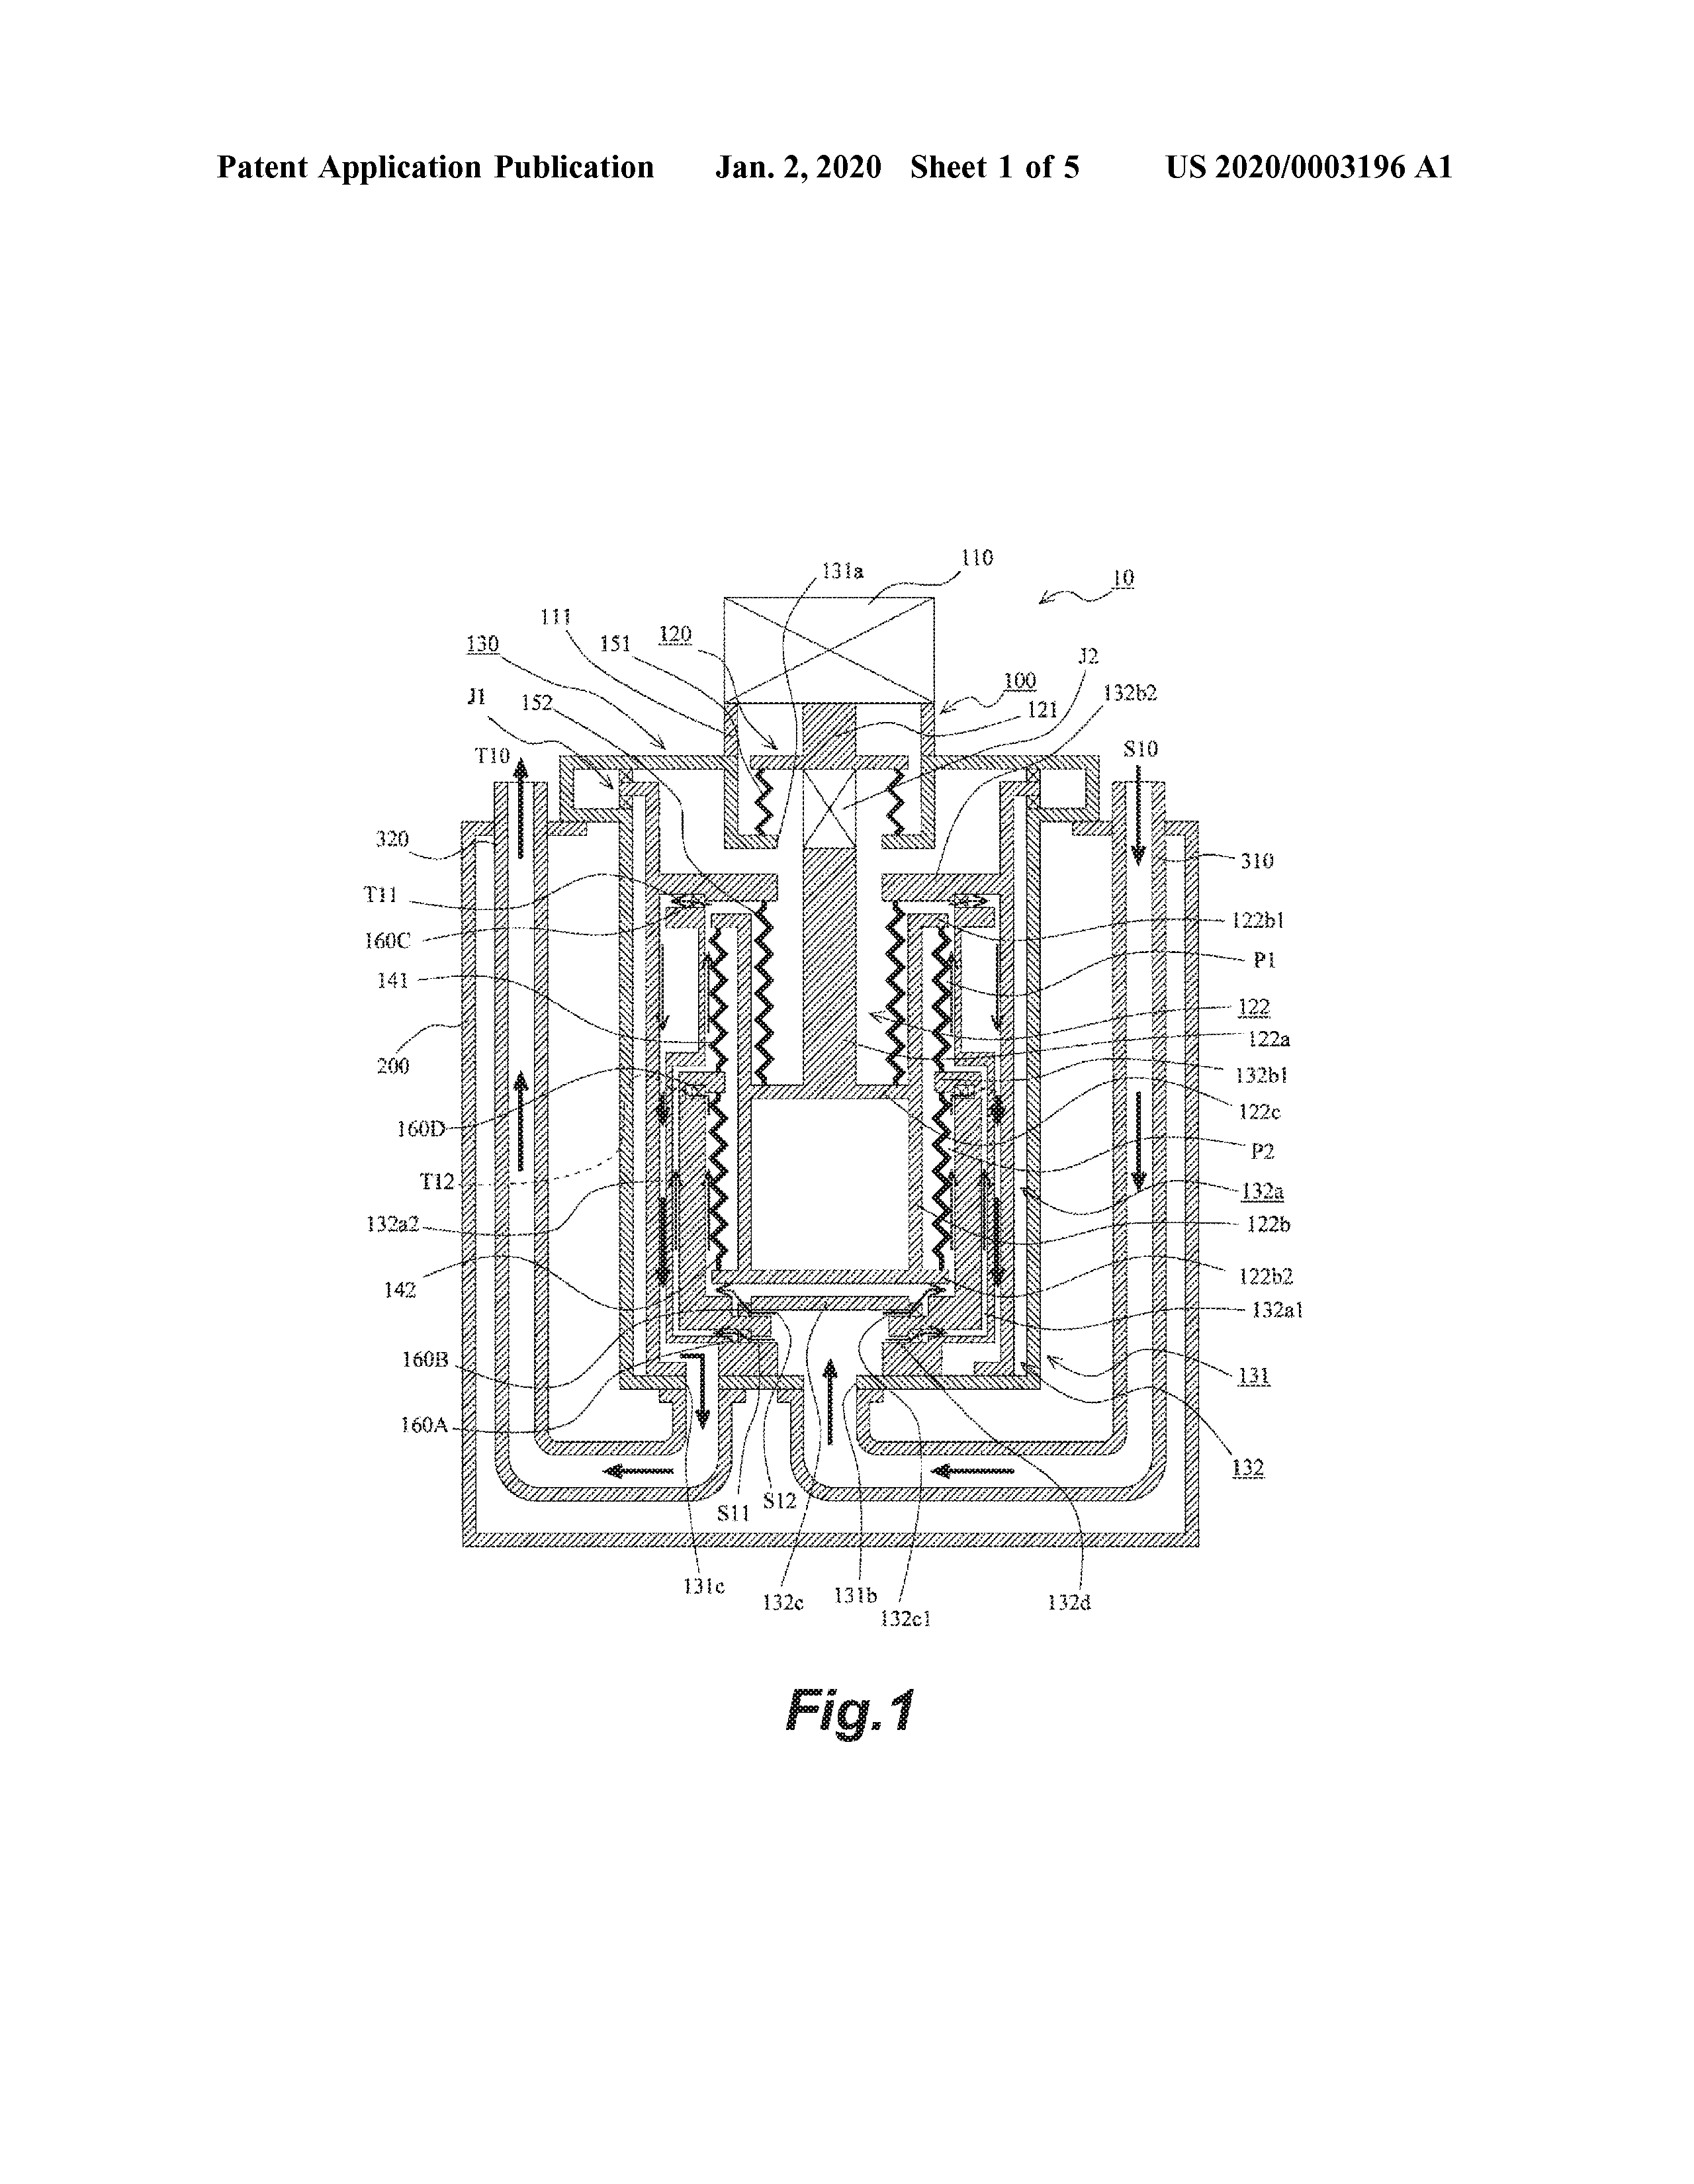 Patent Application Publication Jan. 2, 2020 Sheet 1 of 5 US 2020/0003196 A1
110
131a
10
111
151
120
130
J2
100
J1
152
132b2
121
T10
S10
320
310
T11
122b1
160C
P1
141
122
122a
200
132b1
122c
160D
P2
T12
132a
132a2
122b
122b2
142
132a1
160B
131
160A
132
S12
S11
131c
131b
132c
132d
132c1
Fig.1